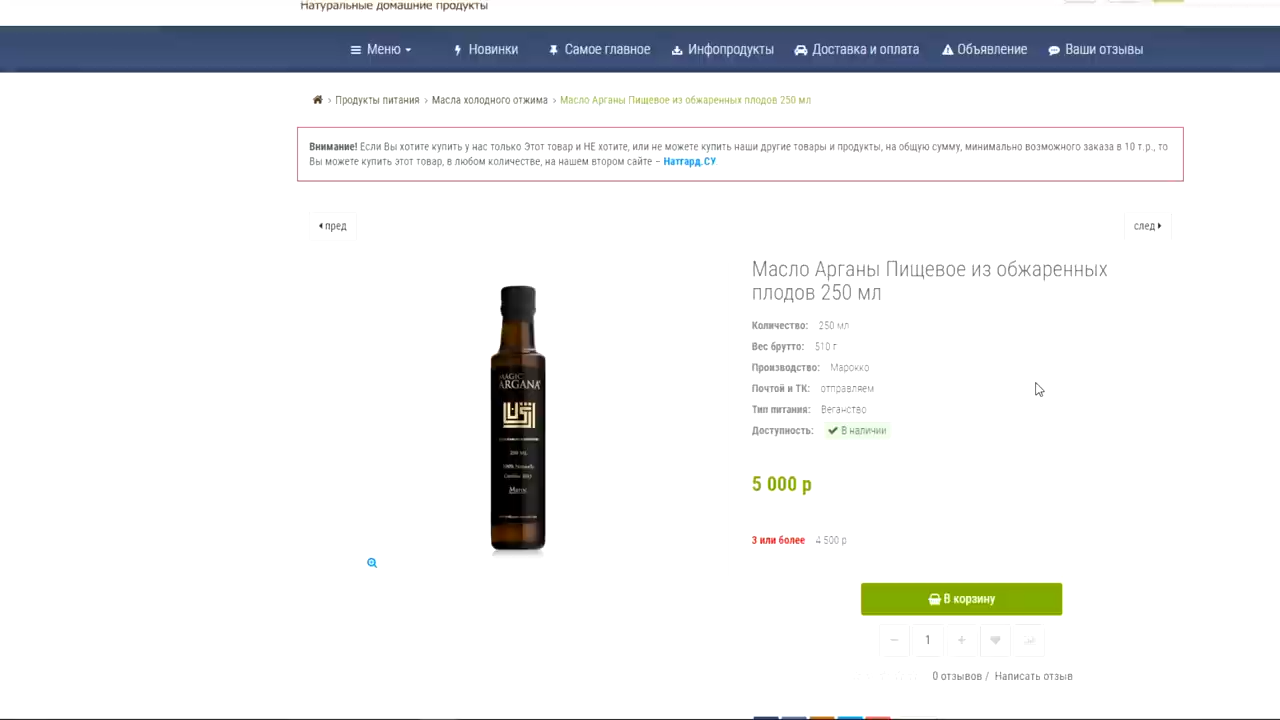 Натуральные домашние продукты
Меню
Новинки
Самое главное
Инфопродукты
Доставка и оплата
Объявление
Ваши отзывы
Продукты питания › Масла холодного отжима › Масло Арганы Пищевое из обжаренных плодов 250 мл
Внимание! Если Вы хотите купить у нас только Этот товар и НЕ хотите, или не можете купить наши другие товары и продукты, на общую сумму, минимально возможного заказа в 10 т.р., то
Вы можете купить этот товар, в любом количестве, на нашем втором сайте – Натгард.СУ
пред
след
Масло Арганы Пищевое из обжаренных
плодов 250 мл
Количество: 250 мл
Вес брутто: 510 г
Производство: Марокко
Почтой и ТК: отправляем
Тип питания: Веганство
Доступность: В наличии
5 000 р
3 или более 4 500 р
В корзину
− 1 +
0 отзывов / Написать отзыв
MAGIC
ARGANA